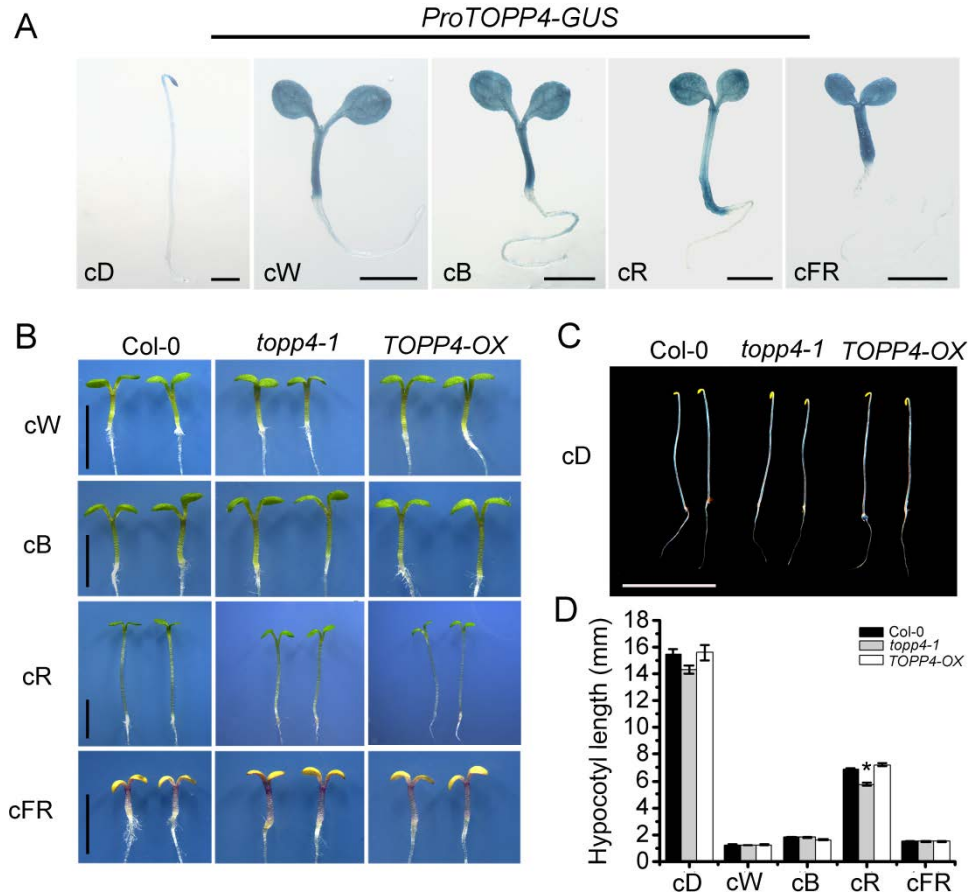 A
ProTOPP4-GUS
cD
cW
cB
cR
cFR
B
Col-0
topp4-1
TOPP4-OX
cW
cB
cR
cFR
C
Col-0
topp4-1
TOPP4-OX
cD
D
Hypocotyl length (mm)
18
16
14
12
10
8
6
4
2
0
Col-0
topp4-1
TOPP4-OX
*
cD
cW
cB
cR
cFR